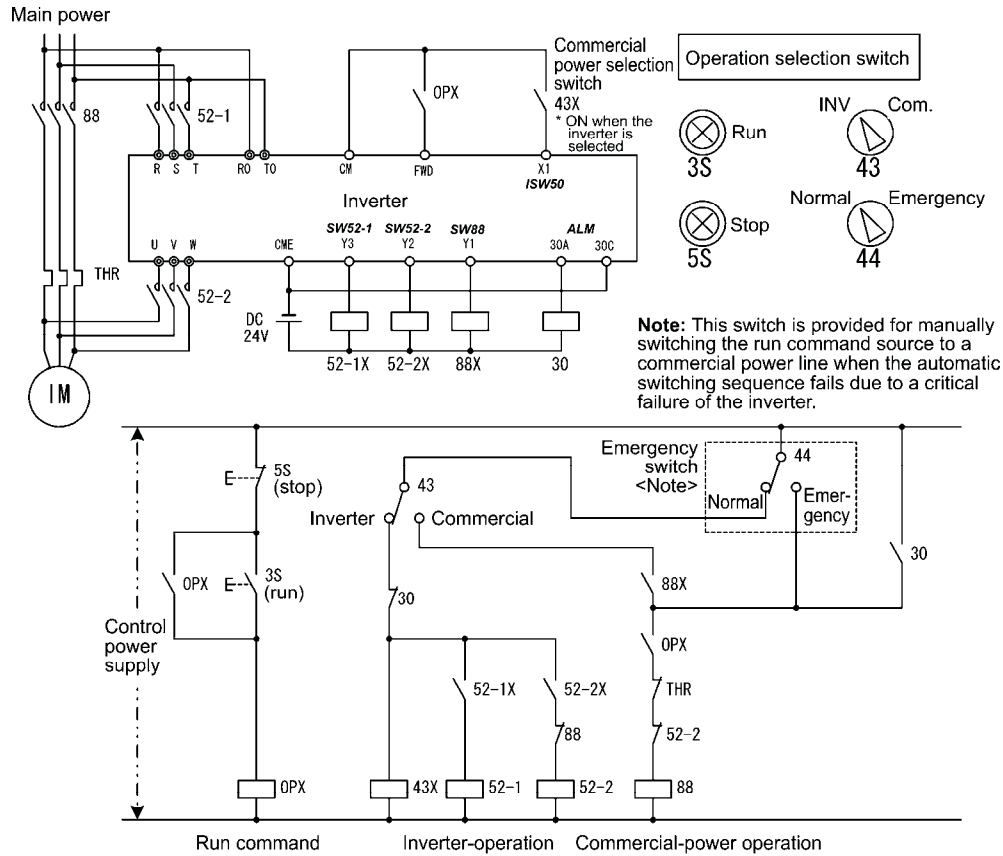 Main power
88
52-1
R S T R0 T0
CM
0PX
FWD
Commercial
power selection
switch
43X
* ON when the
inverter is
selected
X1
ISW50
Inverter
U V W
CME
SW52-1
Y3
SW52-2
Y2
SW88
Y1
ALM
30A 30C
THR
52-2
DC
24V
52-1X
52-2X
88X
30
IM
Operation selection switch
Run
3S
INV Com.
43
Stop
5S
Normal Emergency
44
Note: This switch is provided for manually
switching the run command source to a
commercial power line when the automatic
switching sequence fails due to a critical
failure of the inverter.
Control
power
supply
E
5S
(stop)
0PX
E
3S
(run)
0PX
Run command
43
Inverter
Commercial
30
52-1X
52-2X
88
43X
52-1
52-2
Inverter-operation
Emergency
switch
<Note>
44
Normal
Emer-
gency
30
88X
0PX
THR
52-2
88
Commercial-power operation